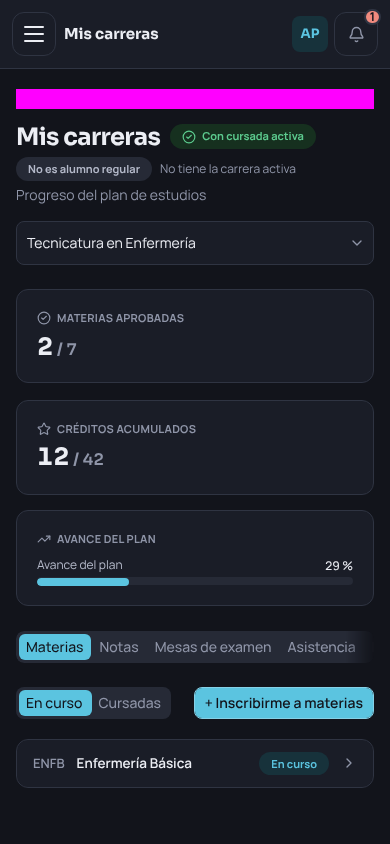 Mis carreras
AP
1
Mis carreras
Con cursada activa
No es alumno regular
No tiene la carrera activa
Progreso del plan de estudios
Tecnicatura en Enfermería
MATERIAS APROBADAS
2 / 7
CRÉDITOS ACUMULADOS
12 / 42
AVANCE DEL PLAN
Avance del plan
29 %
Materias
Notas
Mesas de examen
Asistencia
En curso
Cursadas
+ Inscribirme a materias
ENFB
Enfermería Básica
En curso